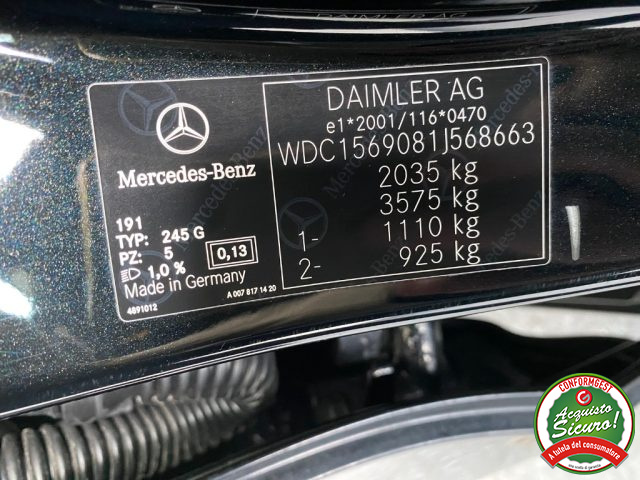 DAIMLER AG
Mercedes-Benz
191
TYP: 245 G
PZ: 5
0,13
1,0 %
Made in Germany
4891012
A 007 817 14 20
DAIMLER AG
e1*2001/116*0470
WDC1569081J568663
2035 kg
3575 kg
1- 1110 kg
2- 925 kg
CONFORMGEST
Acquisto
Sicuro!
A tutela del consumatore